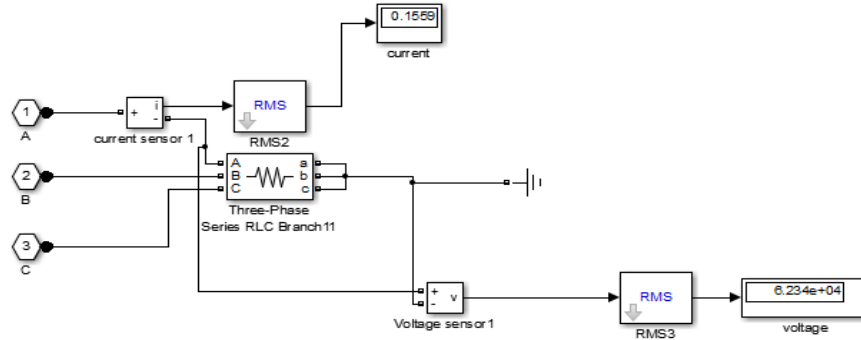 0.1559
current
1
A
+
i
-
current sensor 1
RMS
RMS2
2
B
A
B
C
a
b
c
Three-Phase
Series RLC Branch11
3
C
+
-
v
Voltage sensor1
RMS
RMS3
6.234e+04
voltage